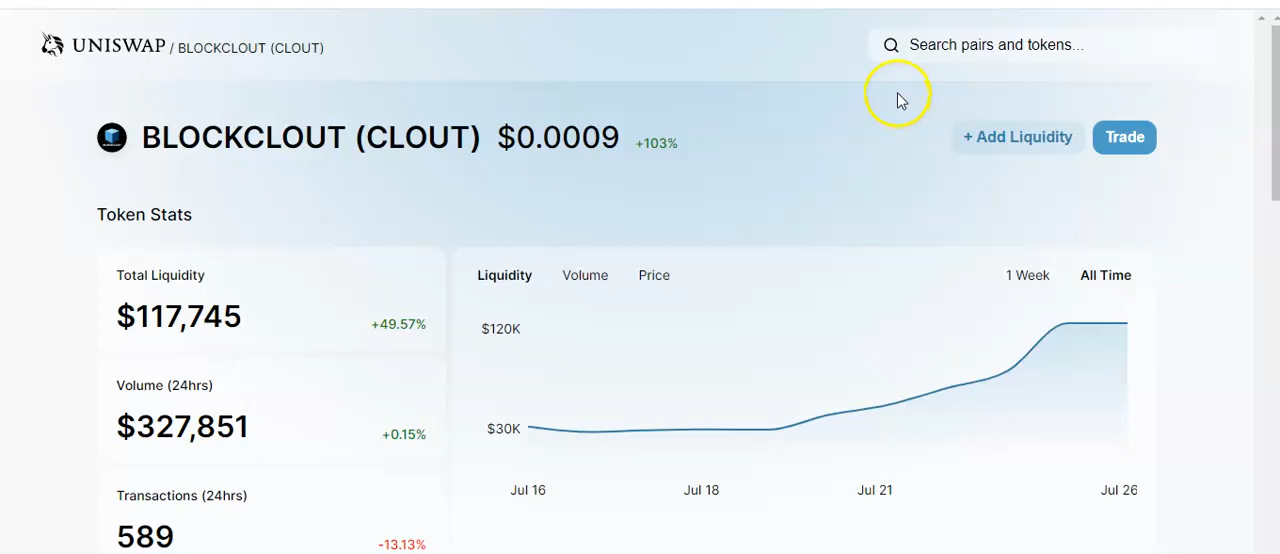 UNISWAP / BLOCKCLOUT (CLOUT)
Search pairs and tokens...
BLOCKCLOUT (CLOUT) $0.0009 +103%
+ Add Liquidity
Trade
Token Stats
Total Liquidity
$117,745 +49.57%
Volume (24hrs)
$327,851 +0.15%
Transactions (24hrs)
589 -13.13%
Liquidity Volume Price
1 Week All Time
$120K
$30K
Jul 16 Jul 18 Jul 21 Jul 26